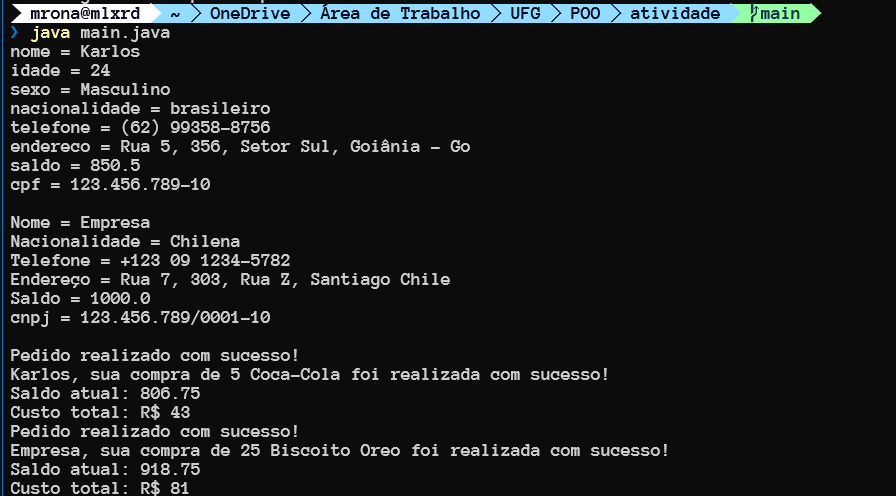 mrona@mlxrd ~ OneDrive Área de Trabalho UFG POO atividade main
❯ java main.java
nome = Karlos
idade = 24
sexo = Masculino
nacionalidade = brasileiro
telefone = (62) 99358-8756
endereco = Rua 5, 356, Setor Sul, Goiânia - Go
saldo = 850.5
cpf = 123.456.789-10
Nome = Empresa
Nacionalidade = Chilena
Telefone = +123 09 1234-5782
Endereço = Rua 7, 303, Rua Z, Santiago Chile
Saldo = 1000.0
cnpj = 123.456.789/0001-10
Pedido realizado com sucesso!
Karlos, sua compra de 5 Coca-Cola foi realizada com sucesso!
Saldo atual: 806.75
Custo total: R$ 43
Pedido realizado com sucesso!
Empresa, sua compra de 25 Biscoito Oreo foi realizada com sucesso!
Saldo atual: 918.75
Custo total: R$ 81